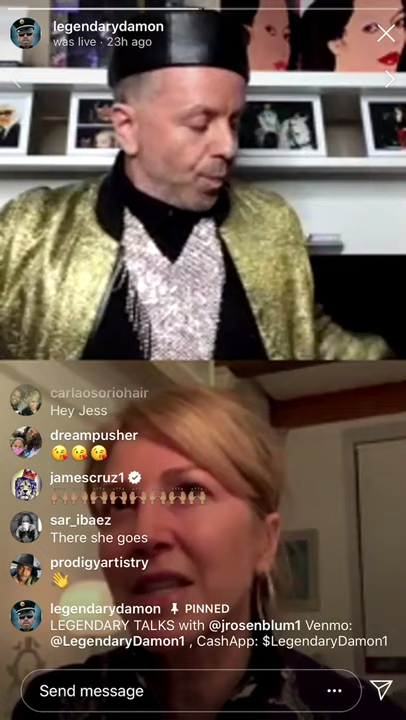 legendarydamon
was live · 23h ago
carlaosoriohair
Hey Jess
dreampusher
😘😘😘
jamescruz1
🙌🏽🙌🏽🙌🏽🙌🏽🙌🏽🙌🏽🙌🏽🙌🏽🙌🏽🙌🏽
sar_ibaez
There she goes
prodigyartistry
👋
legendarydamon PINNED
LEGENDARY TALKS with @jrosenblum1 Venmo:
@LegendaryDamon1 , CashApp: $LegendaryDamon1
Send message